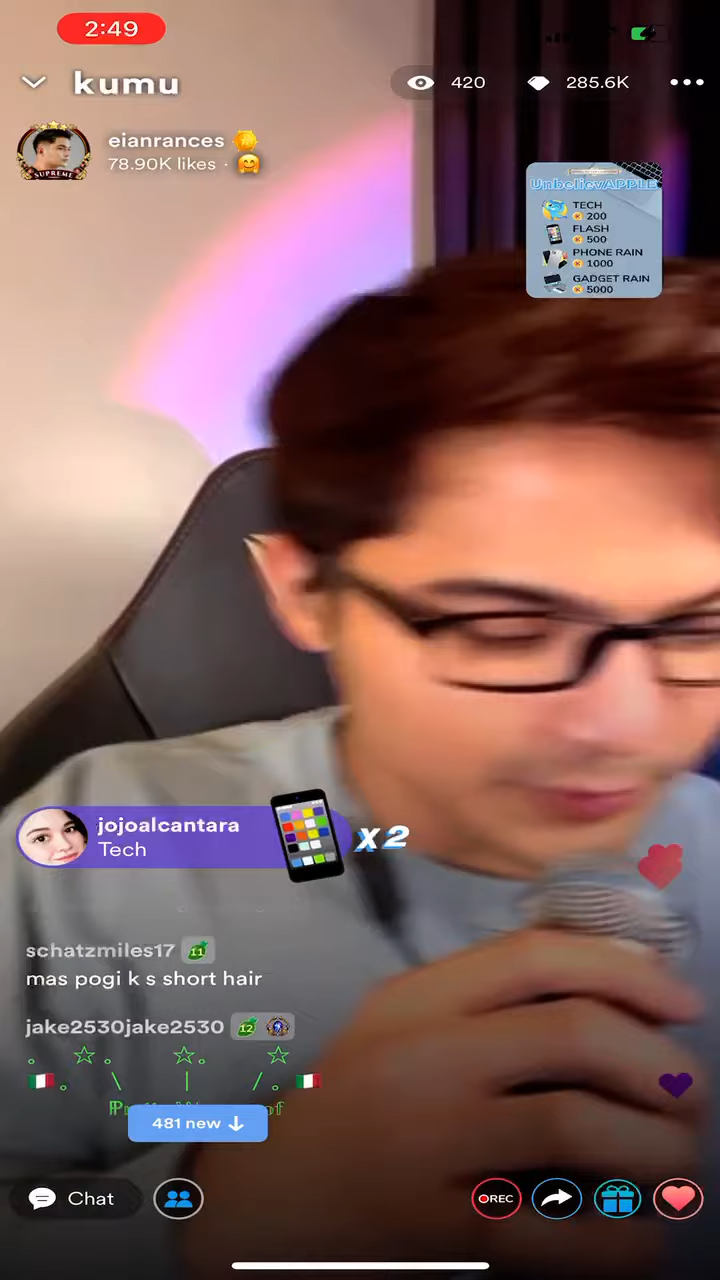 2:49
kumu
420
285.6K
eianrances
78.90K likes ·
SUPREME
UnbelievAPPLE
TECH
200
FLASH
500
PHONE RAIN
1000
GADGET RAIN
5000
jojoalcantara
Tech
x2
schatzmiles17 11
mas pogi k s short hair
jake2530jake2530 12
481 new ↓
Chat
REC